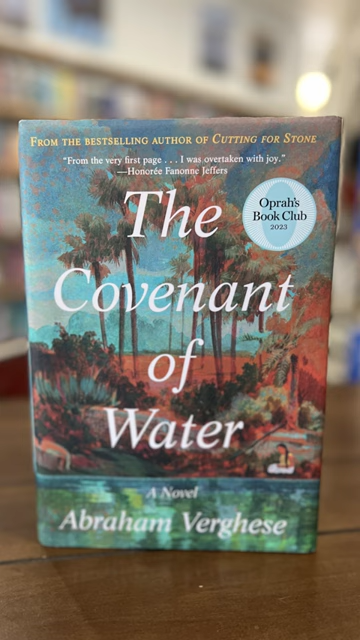 FROM THE BESTSELLING AUTHOR OF CUTTING FOR STONE
“From the very first page . . . I was overtaken with joy.”
—Honorée Fanonne Jeffers
The
Oprah's
Book Club
2023
Covenant
of
Water
A Novel
Abraham Verghese